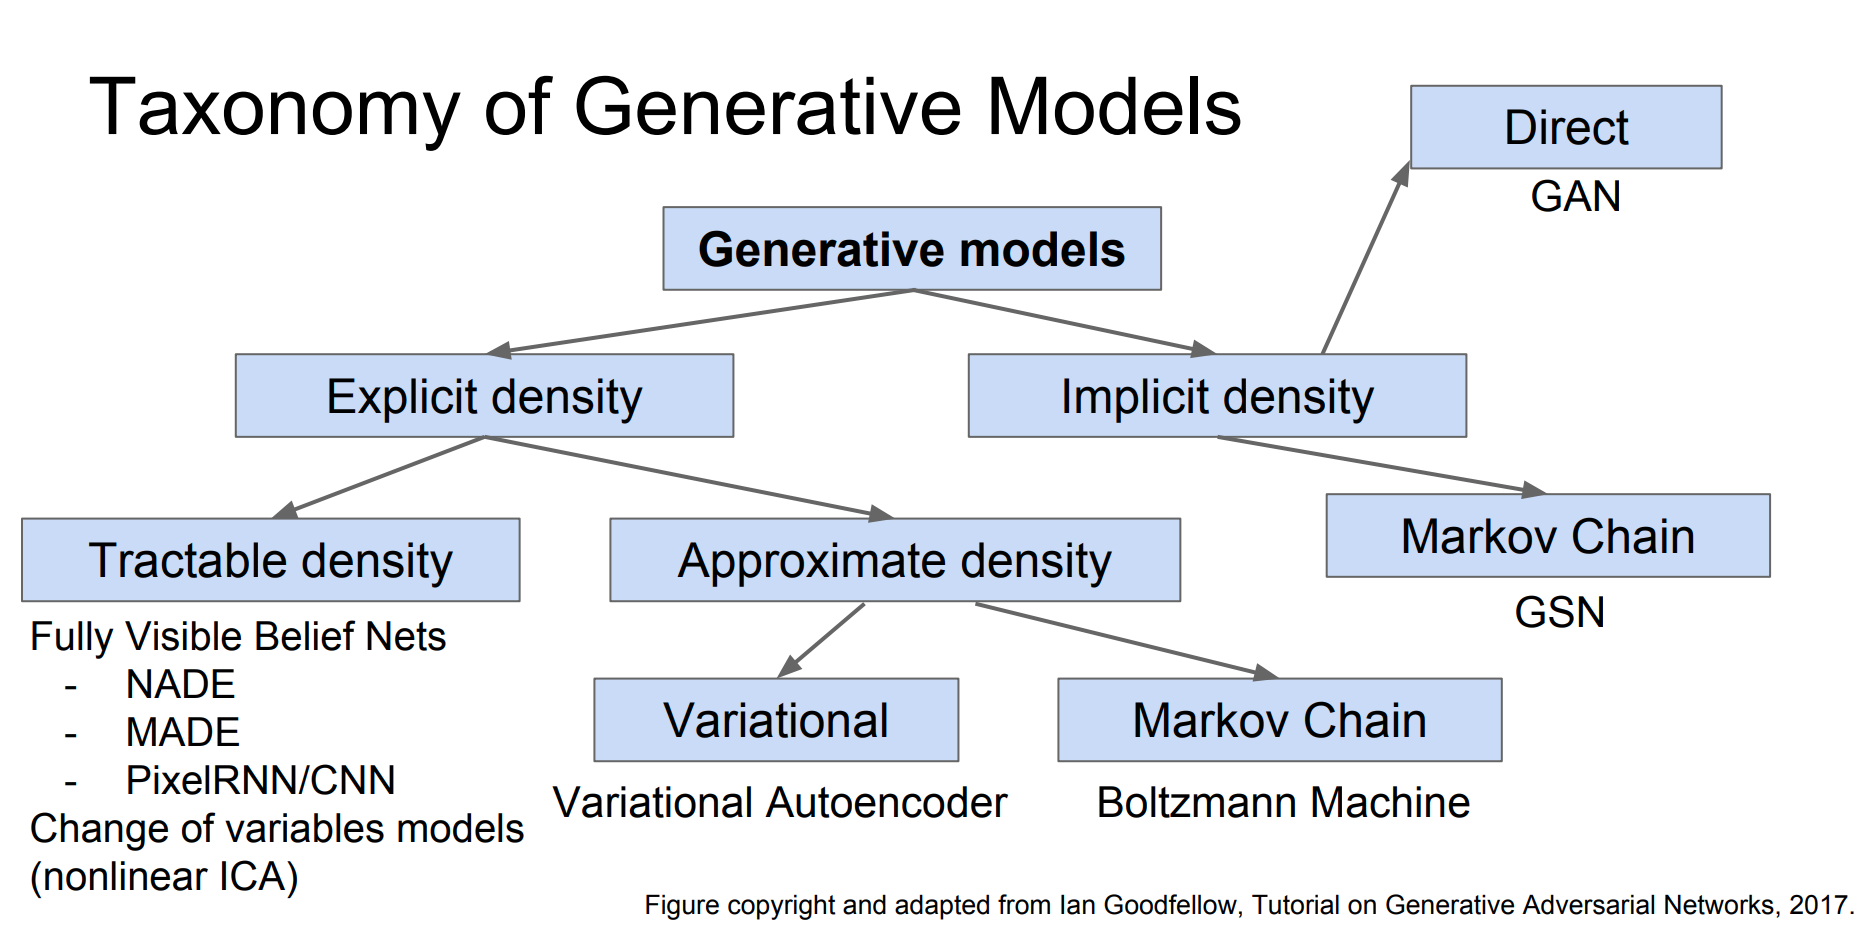 Taxonomy of Generative Models
Direct
GAN
Generative models
Explicit density
Implicit density
Tractable density
Approximate density
Markov Chain
GSN
Fully Visible Belief Nets
- NADE
- MADE
- PixelRNN/CNN
Change of variables models
(nonlinear ICA)
Variational
Markov Chain
Variational Autoencoder
Boltzmann Machine
Figure copyright and adapted from Ian Goodfellow, Tutorial on Generative Adversarial Networks, 2017.